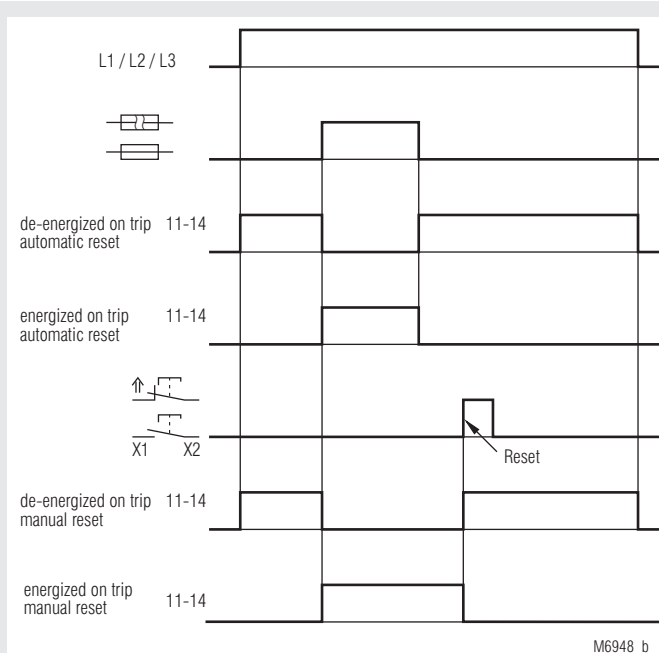 L1 / L2 / L3
de-energized on trip 11-14
automatic reset
energized on trip 11-14
automatic reset
X1 X2
Reset
de-energized on trip 11-14
manual reset
energized on trip
manual reset 11-14
M6948_b